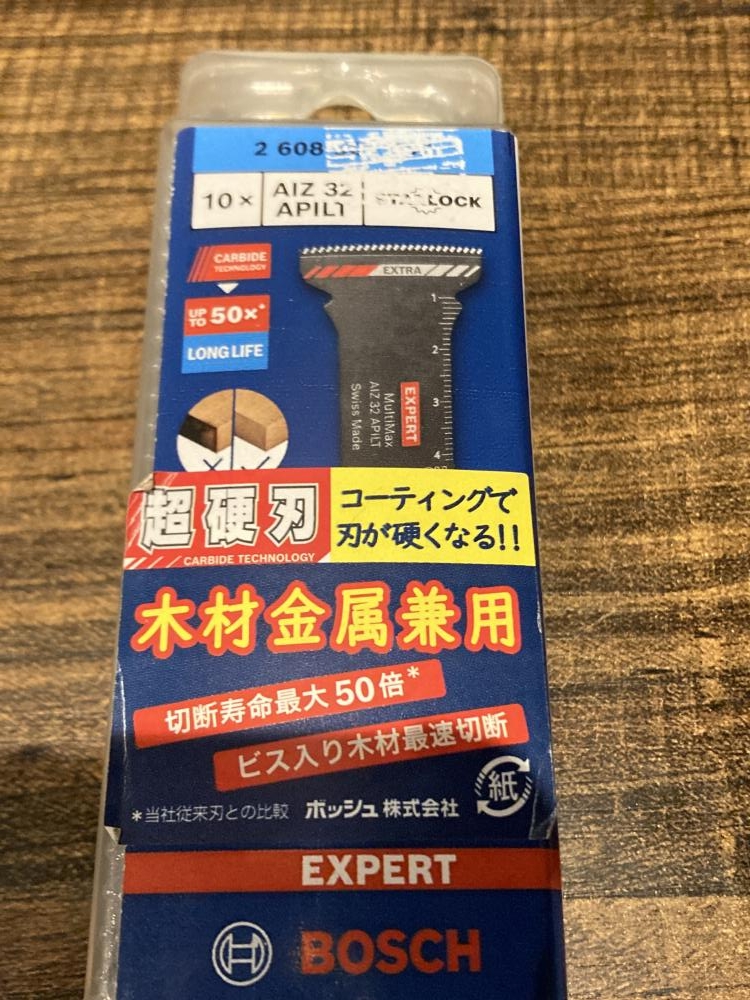 2 608
10×
AIZ 32
APILT
STARLOCK
CARBIDE
TECHNOLOGY
EXTRA
UP TO 50×*
LONG LIFE
1
2
3
4
EXPERT
MultiMax
AIZ 32 APILT
Swiss Made
超硬刃
CARBIDE TECHNOLOGY
コーティングで
刃が硬くなる!!
木材金属兼用
切断寿命最大50倍*
ビス入り木材最速切断
*当社従来刃との比較 ボッシュ株式会社
紙
EXPERT
BOSCH